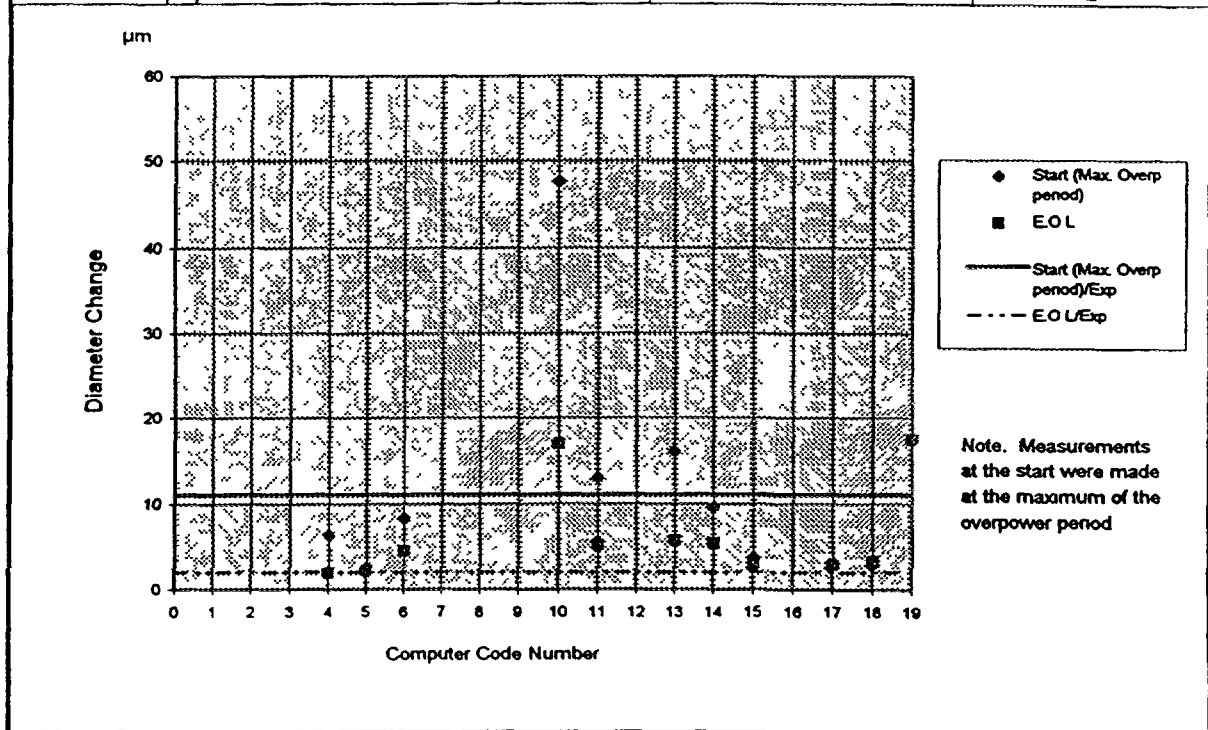 µm
60
50
40
30
20
10
0
Diameter Change
0 1 2 3 4 5 6 7 8 9 10 11 12 13 14 15 16 17 18 19
Computer Code Number
Start (Max. Overp
period)
E.O L
Start (Max. Overp
period)/Exp
E.O L/Exp
Note. Measurements
at the start were made
at the maximum of the
overpower period